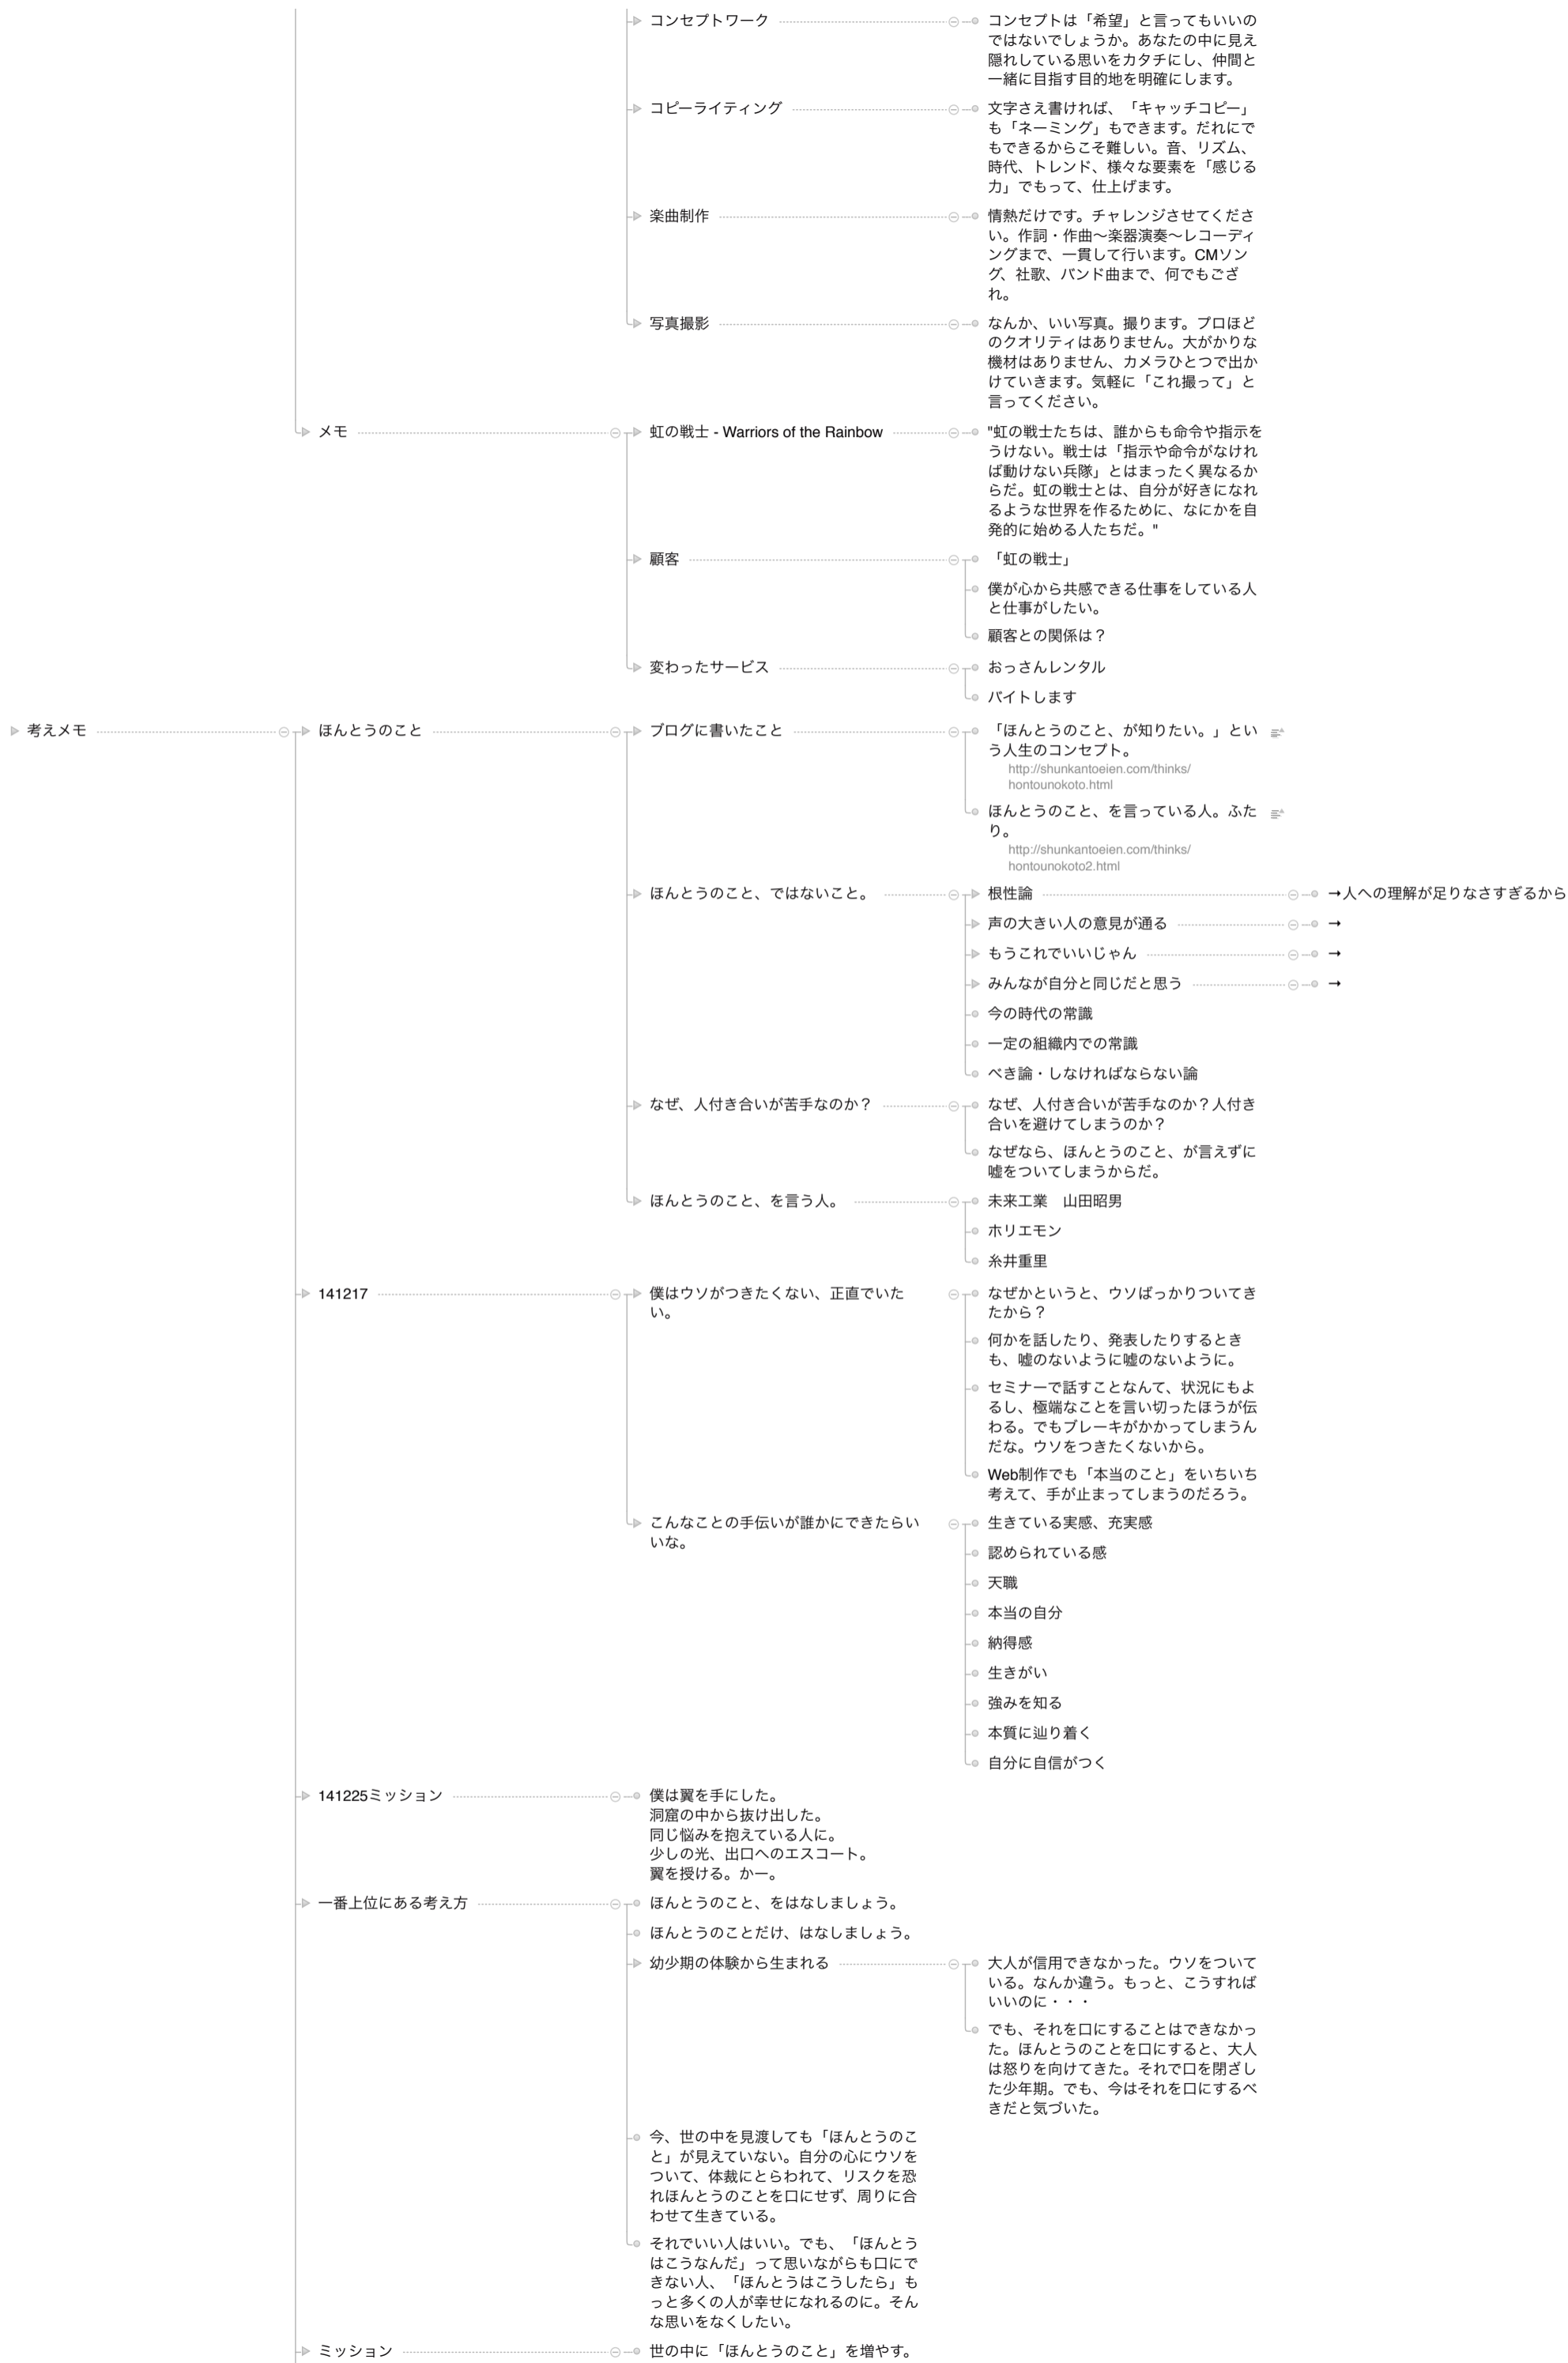 コンセプトワーク
コンセプトは「希望」と言ってもいいの
ではないでしょうか。あなたの中に見え
隠れしている思いをカタチにし、仲間と
一緒に目指す目的地を明確にします。
コピーライティング
文字さえ書ければ、「キャッチコピー」
も「ネーミング」もできます。だれにで
もできるからこそ難しい。音、リズム、
時代、トレンド、様々な要素を「感じる
力」でもって、仕上げます。
楽曲制作
情熱だけです。チャレンジさせてくださ
い。作詞・作曲〜楽器演奏〜レコーディ
ングまで、一貫して行います。CMソン
グ、社歌、バンド曲まで、何でもござ
れ。
写真撮影
なんか、いい写真。撮ります。プロほど
のクオリティはありません。大がかりな
機材はありません、カメラひとつで出か
けていきます。気軽に「これ撮って」と
言ってください。
メモ
虹の戦士 - Warriors of the Rainbow
"虹の戦士たちは、誰からも命令や指示を
うけない。戦士は「指示や命令がなけれ
ば動けない兵隊」とはまったく異なるか
らだ。虹の戦士とは、自分が好きになれ
るような世界を作るために、なにかを自
発的に始める人たちだ。"
顧客
「虹の戦士」
僕が心から共感できる仕事をしている人
と仕事がしたい。
顧客との関係は？
変わったサービス
おっさんレンタル
バイトします
考えメモ
ほんとうのこと
ブログに書いたこと
「ほんとうのこと、が知りたい。」とい
う人生のコンセプト。
http://shunkantoeien.com/thinks/
hontounokoto.html
ほんとうのこと、を言っている人。ふた
り。
http://shunkantoeien.com/thinks/
hontounokoto2.html
ほんとうのこと、ではないこと。
根性論
→人への理解が足りなさすぎるから
声の大きい人の意見が通る
→
もうこれでいいじゃん
→
みんなが自分と同じだと思う
→
今の時代の常識
一定の組織内での常識
べき論・しなければならない論
なぜ、人付き合いが苦手なのか？
なぜ、人付き合いが苦手なのか？人付き
合いを避けてしまうのか？
なぜなら、ほんとうのこと、が言えずに
嘘をついてしまうからだ。
ほんとうのこと、を言う人。
未来工業　山田昭男
ホリエモン
糸井重里
141217
僕はウソがつきたくない、正直でいた
い。
なぜかというと、ウソばっかりついてき
たから？
何かを話したり、発表したりするとき
も、嘘のないように嘘のないように。
セミナーで話すことなんて、状況にもよ
るし、極端なことを言い切ったほうが伝
わる。でもブレーキがかかってしまうん
だな。ウソをつきたくないから。
Web制作でも「本当のこと」をいちいち
考えて、手が止まってしまうのだろう。
こんなことの手伝いが誰かにできたらい
いな。
生きている実感、充実感
認められている感
天職
本当の自分
納得感
生きがい
強みを知る
本質に辿り着く
自分に自信がつく
141225ミッション
僕は翼を手にした。
洞窟の中から抜け出した。
同じ悩みを抱えている人に。
少しの光、出口へのエスコート。
翼を授ける。かー。
一番上位にある考え方
ほんとうのこと、をはなしましょう。
ほんとうのことだけ、はなしましょう。
幼少期の体験から生まれる
大人が信用できなかった。ウソをついて
いる。なんか違う。もっと、こうすれば
いいのに・・・
でも、それを口にすることはできなかっ
た。ほんとうのことを口にすると、大人
は怒りを向けてきた。それで口を閉ざし
た少年期。でも、今はそれを口にするべ
きだと気づいた。
今、世の中を見渡しても「ほんとうのこ
と」が見えていない。自分の心にウソを
ついて、体裁にとらわれて、リスクを恐
れほんとうのことを口にせず、周りに合
わせて生きている。
それでいい人はいい。でも、「ほんとう
はこうなんだ」って思いながらも口にで
きない人、「ほんとうはこうしたら」も
っと多くの人が幸せになれるのに。そん
な思いをなくしたい。
ミッション
世の中に「ほんとうのこと」を増やす。